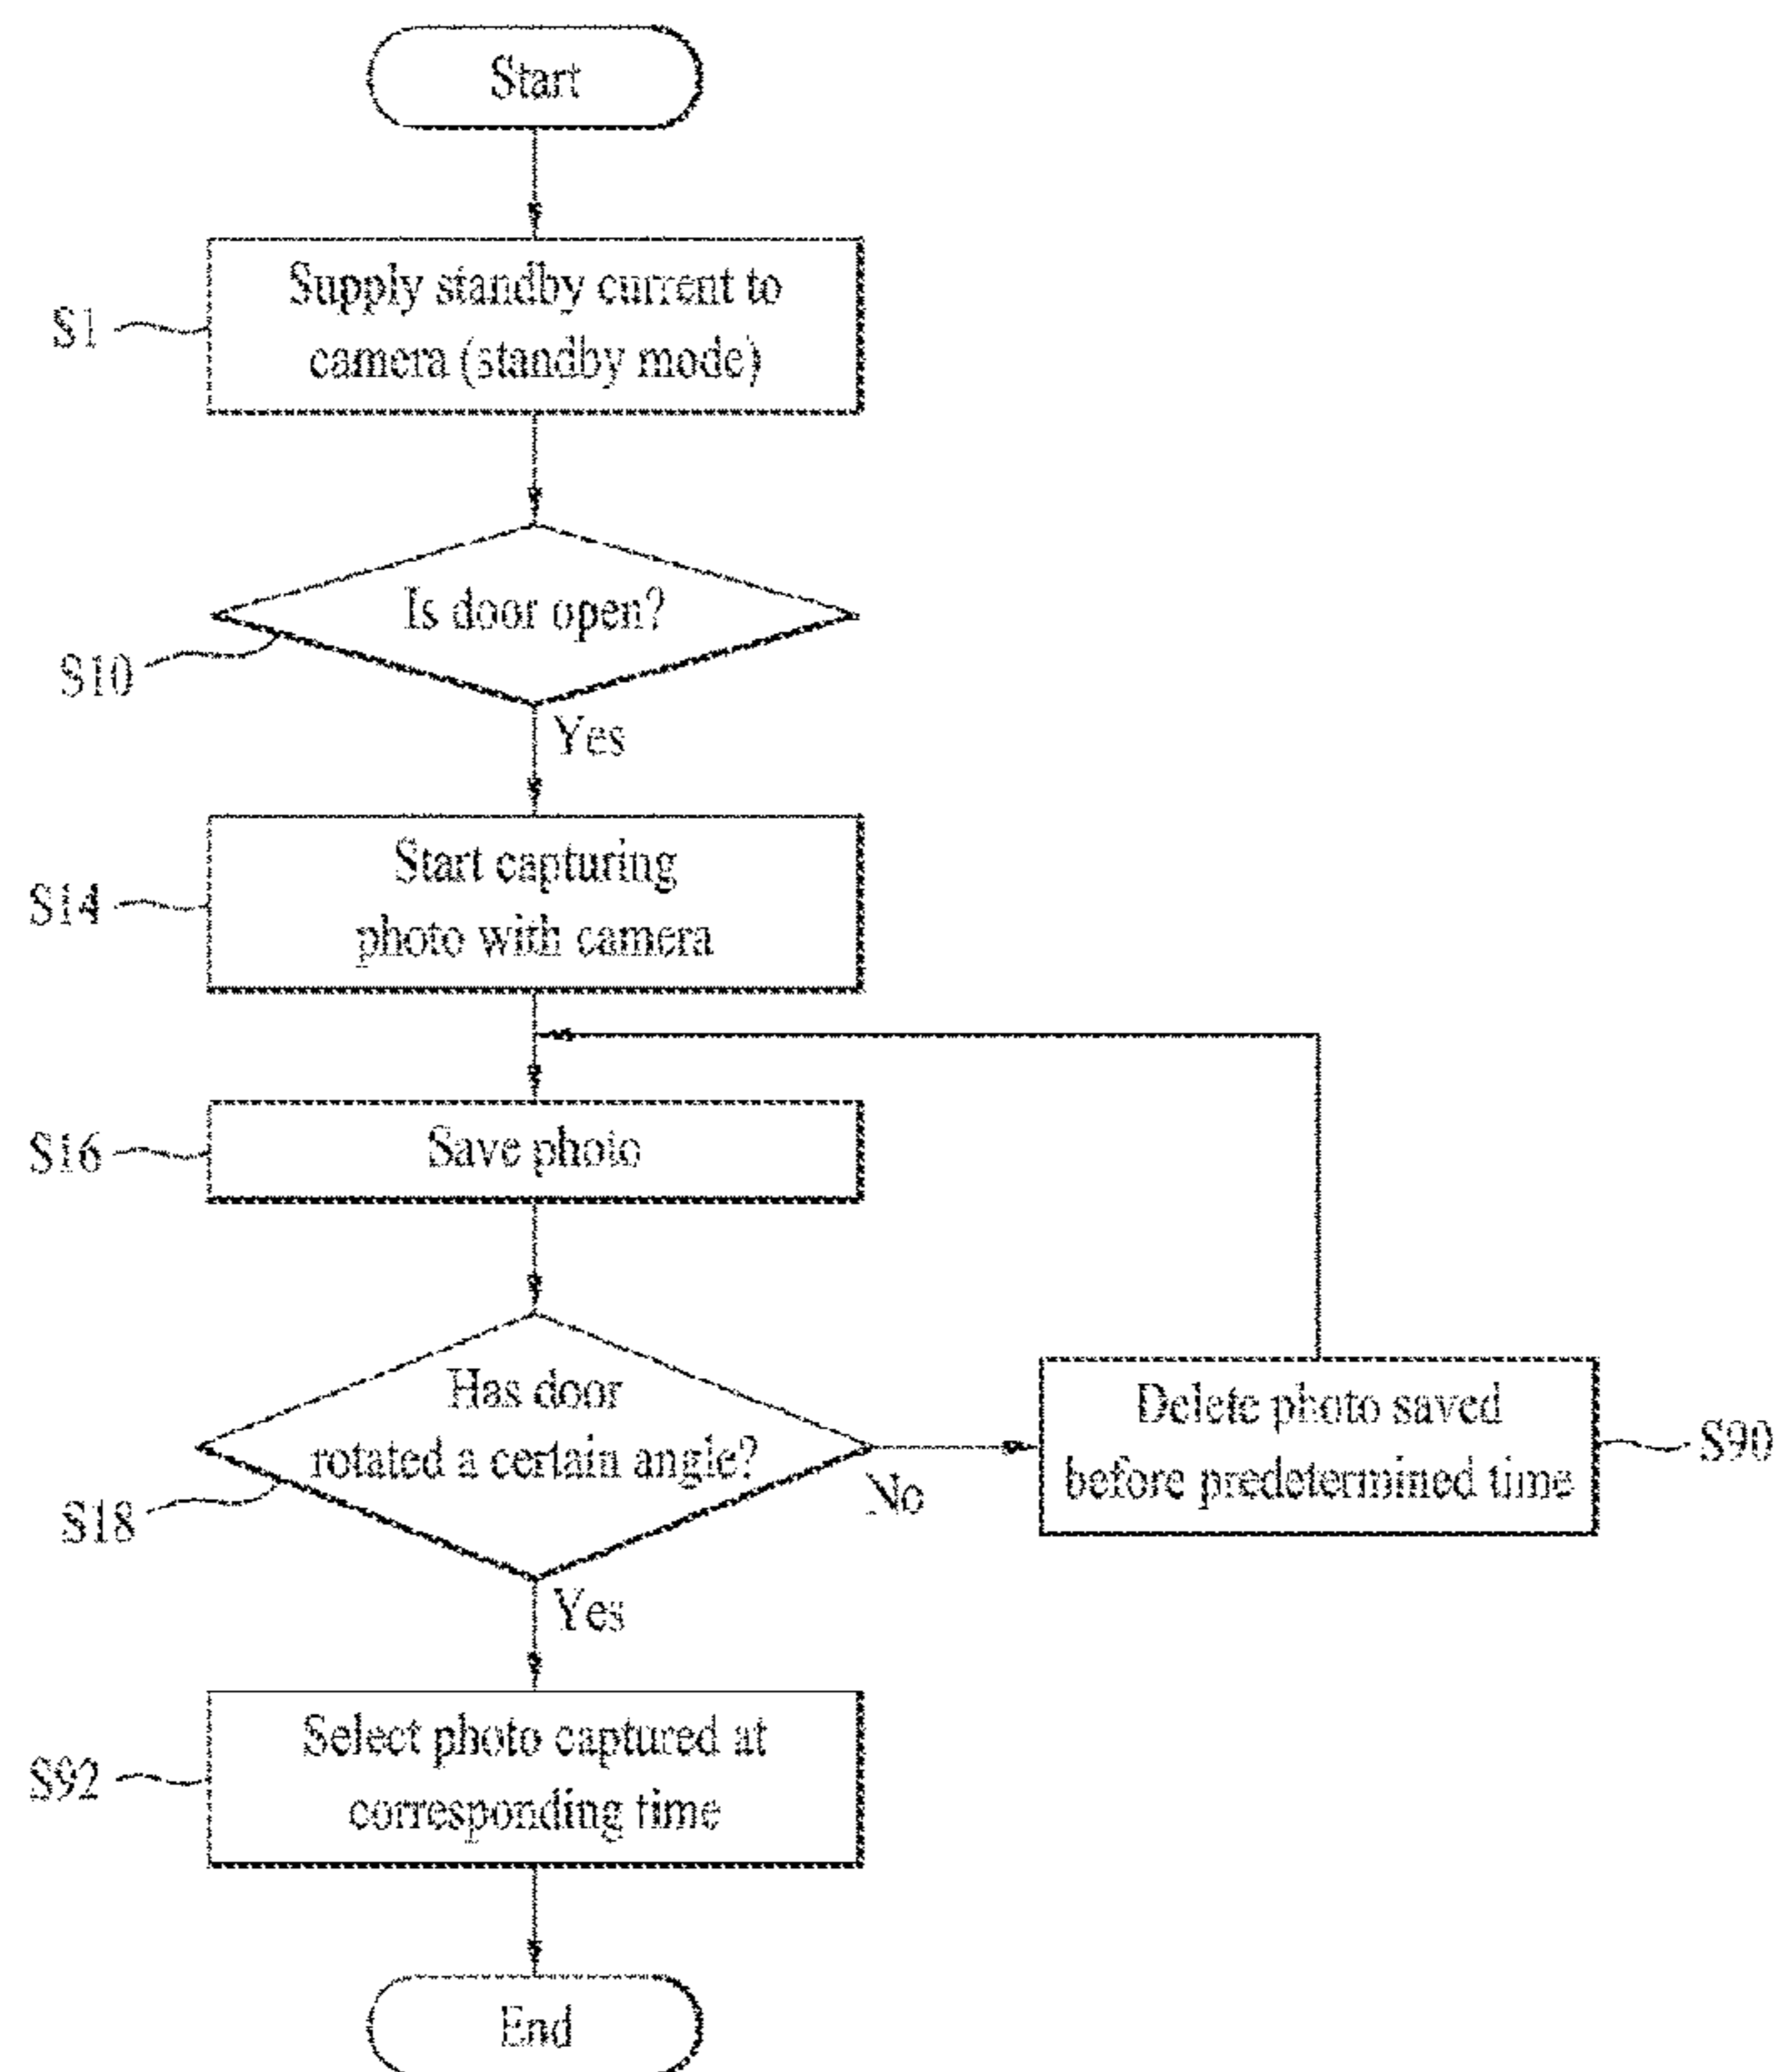 Start
Supply standby current to
camera (standby mode)
S1
Is door open?
S10
Yes
Start capturing
photo with camera
S14
Save photo
S16
Has door
rotated a certain angle?
S18
No
Delete photo saved
before predetermined time
S90
Yes
Select photo captured at
corresponding time
S92
End